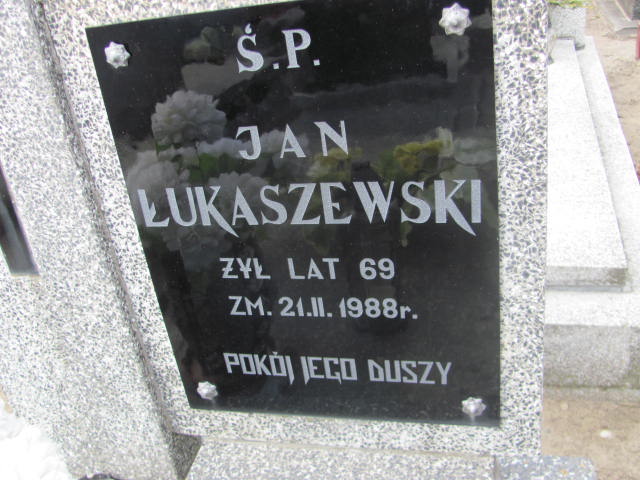 Ś.P.
JAN
ŁUKASZEWSKI
ŻYŁ LAT 69
ZM. 21.II.1988r.
POKÓJ JEGO DUSZY